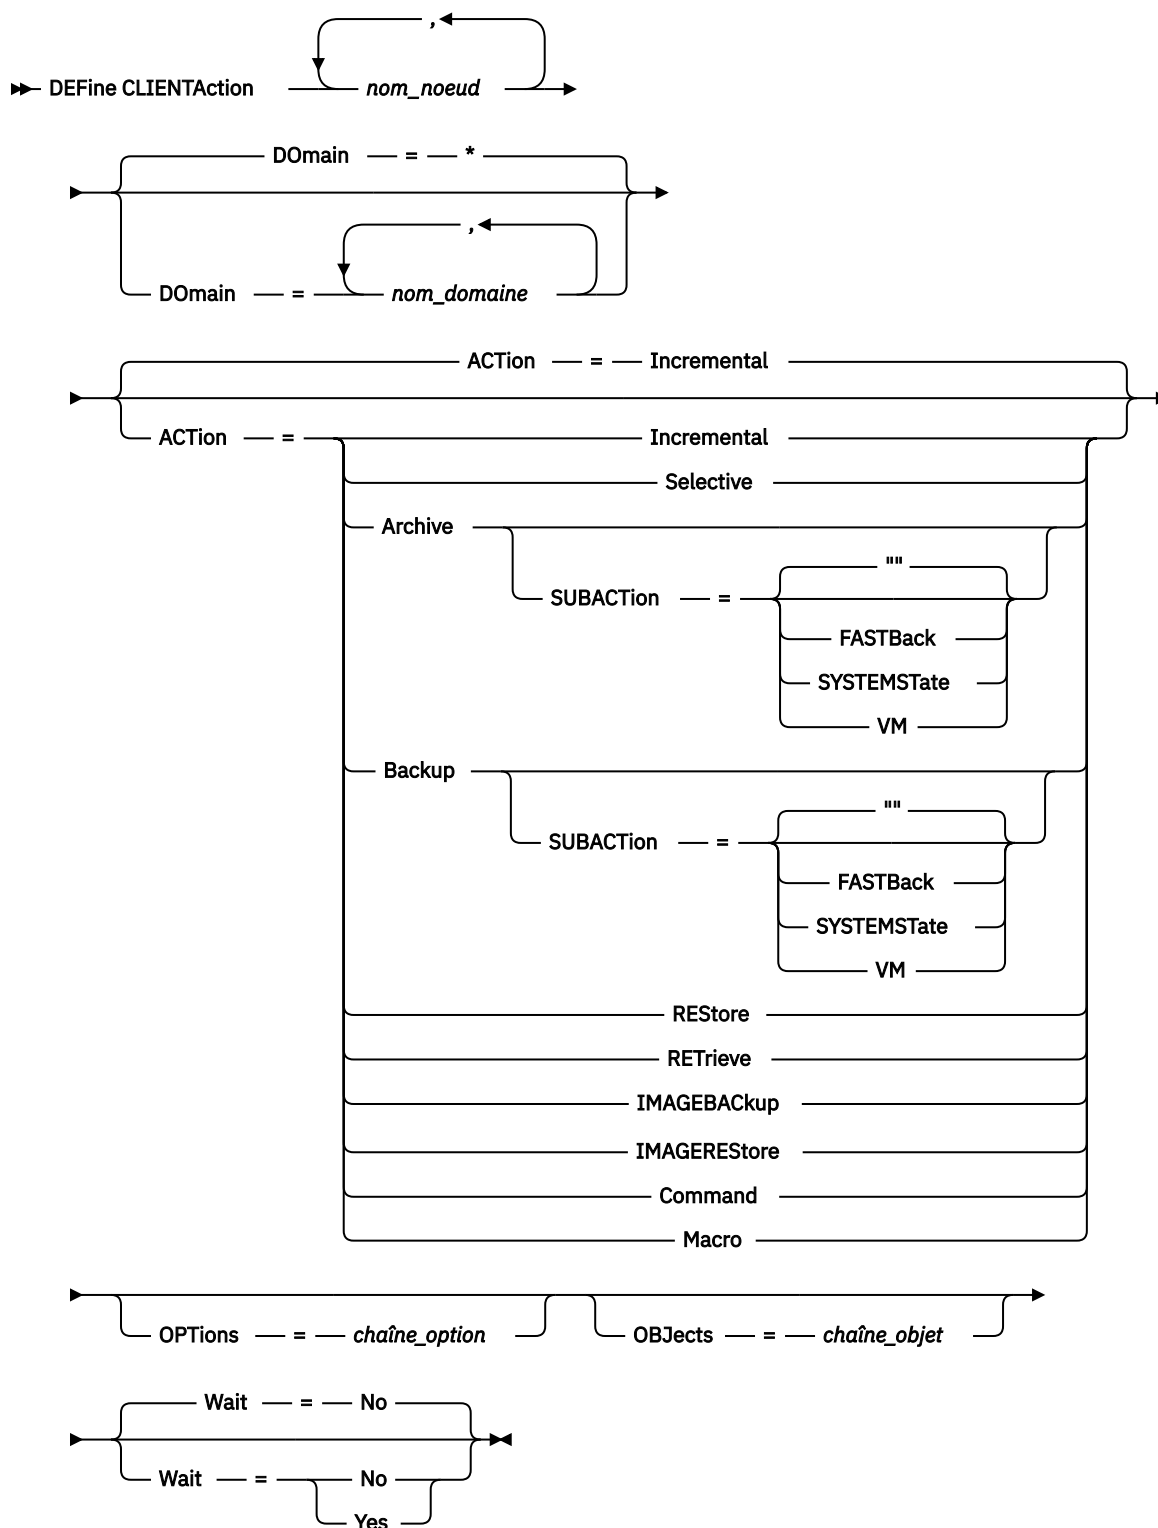 ,
DEFine CLIENTAction nom_noeud
DOmain = *
,
DOmain = nom_domaine
ACTion = Incremental
ACTion = Incremental
Selective
Archive
""
SUBACTion =
FASTBack
SYSTEMSTate
VM
Backup
""
SUBACTion =
FASTBack
SYSTEMSTate
VM
REStore
RETrieve
IMAGEBACkup
IMAGEREStore
Command
Macro
OPTions = chaîne_option OBJects = chaîne_objet
Wait = No
Wait = No
Yes